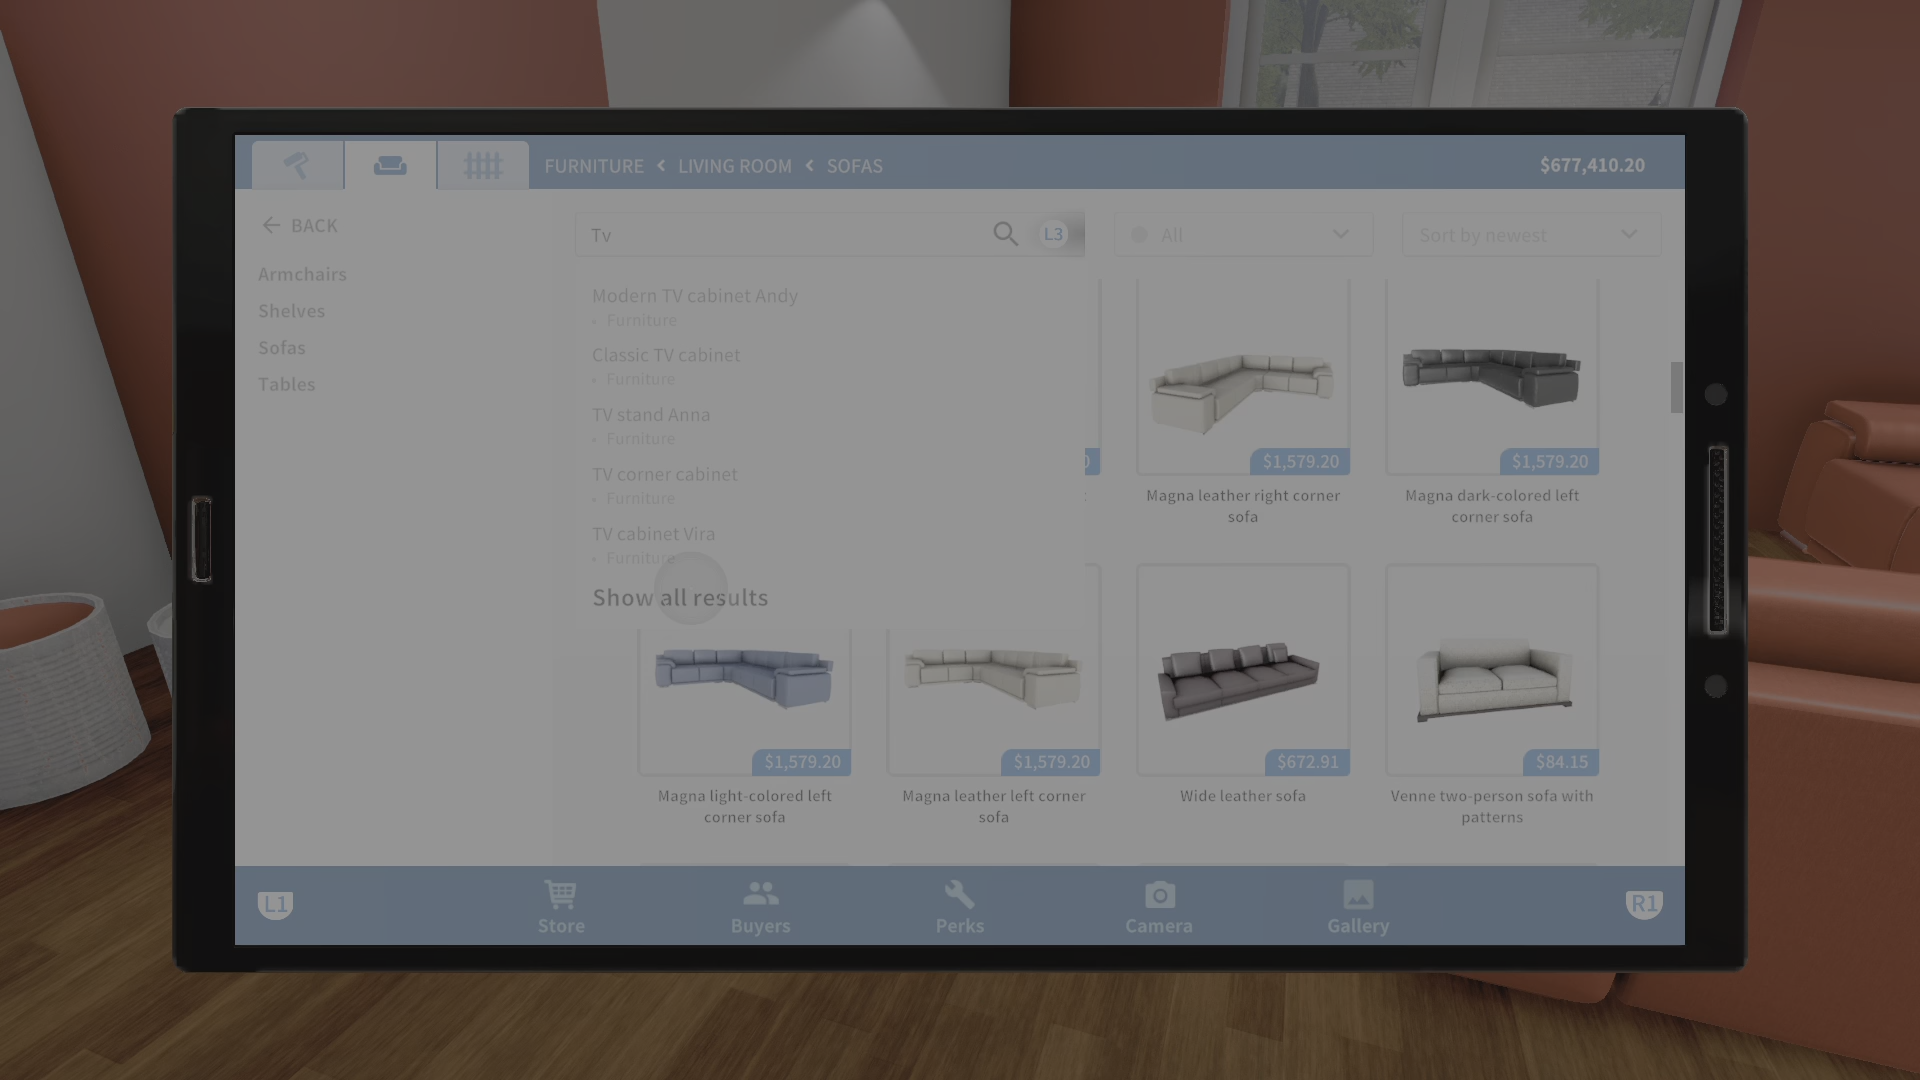 FURNITURE < LIVING ROOM < SOFAS
$677,410.20
BACK
Armchairs
Shelves
Sofas
Tables
Tv
L3
All
Sort by newest
Modern TV cabinet Andy
• Furniture
Classic TV cabinet
• Furniture
TV stand Anna
• Furniture
TV corner cabinet
• Furniture
TV cabinet Vira
• Furniture
Show all results
$1,579.20
Magna leather right corner
sofa
$1,579.20
Magna dark-colored left
corner sofa
$1,579.20
Magna light-colored left
corner sofa
$1,579.20
Magna leather left corner
sofa
$672.91
Wide leather sofa
$84.15
Venne two-person sofa with
patterns
L1
Store
Buyers
Perks
Camera
Gallery
R1